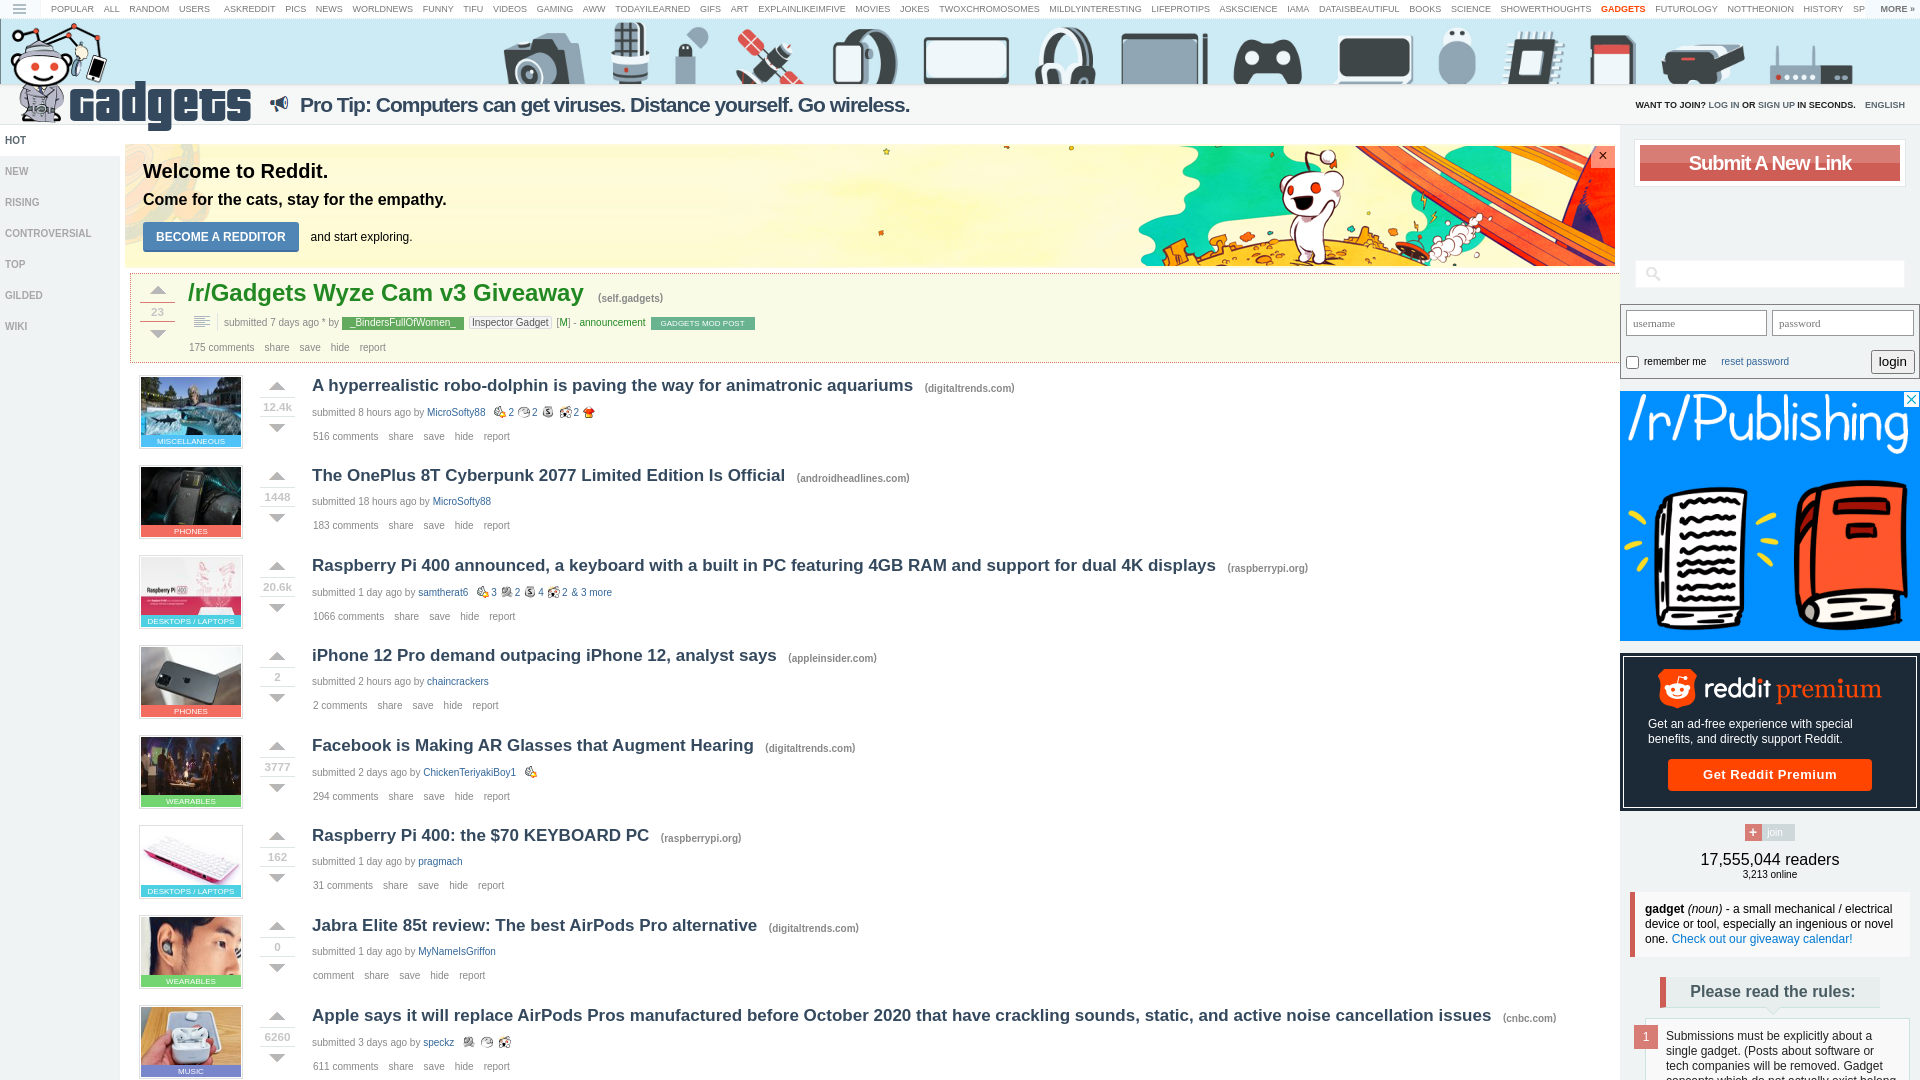 POPULAR ALL RANDOM USERS ASKREDDIT PICS NEWS WORLDNEWS FUNNY TIFU VIDEOS GAMING AWW TODAYILEARNED GIFS ART EXPLAINLIKEIMFIVE MOVIES JOKES TWOXCHROMOSOMES MILDLYINTERESTING LIFEPROTIPS ASKSCIENCE IAMA DATAISBEAUTIFUL BOOKS SCIENCE SHOWERTHOUGHTS GADGETS FUTUROLOGY NOTTHEONION HISTORY SP MORE »
Gadgets
Pro Tip: Computers can get viruses. Distance yourself. Go wireless.
WANT TO JOIN? LOG IN OR SIGN UP IN SECONDS. ENGLISH
HOT
NEW
RISING
CONTROVERSIAL
TOP
GILDED
WIKI
Welcome to Reddit.
Come for the cats, stay for the empathy.
BECOME A REDDITOR and start exploring.
×
/r/Gadgets Wyze Cam v3 Giveaway (self.gadgets)
23
submitted 7 days ago * by _BindersFullOfWomen_ Inspector Gadget [M] - announcement GADGETS MOD POST
175 comments share save hide report
A hyperrealistic robo-dolphin is paving the way for animatronic aquariums (digitaltrends.com)
12.4k
submitted 8 hours ago by MicroSofty88 2 2 2
MISCELLANEOUS
516 comments share save hide report
The OnePlus 8T Cyberpunk 2077 Limited Edition Is Official (androidheadlines.com)
1448
submitted 18 hours ago by MicroSofty88
PHONES
183 comments share save hide report
Raspberry Pi 400 announced, a keyboard with a built in PC featuring 4GB RAM and support for dual 4K displays (raspberrypi.org)
Raspberry Pi 400
20.6k
submitted 1 day ago by samtherat6 3 2 4 2 & 3 more
DESKTOPS / LAPTOPS
1066 comments share save hide report
iPhone 12 Pro demand outpacing iPhone 12, analyst says (appleinsider.com)
2
submitted 2 hours ago by chaincrackers
PHONES
2 comments share save hide report
Facebook is Making AR Glasses that Augment Hearing (digitaltrends.com)
3777
submitted 2 days ago by ChickenTeriyakiBoy1
WEARABLES
294 comments share save hide report
Raspberry Pi 400: the $70 KEYBOARD PC (raspberrypi.org)
162
submitted 1 day ago by pragmach
DESKTOPS / LAPTOPS
31 comments share save hide report
Jabra Elite 85t review: The best AirPods Pro alternative (digitaltrends.com)
0
submitted 1 day ago by MyNameIsGriffon
WEARABLES
comment share save hide report
Apple says it will replace AirPods Pros manufactured before October 2020 that have crackling sounds, static, and active noise cancellation issues (cnbc.com)
6260
submitted 3 days ago by speckz
MUSIC
611 comments share save hide report
Submit A New Link
username password
remember me reset password login
/r/Publishing
reddit premium
Get an ad-free experience with special
benefits, and directly support Reddit.
Get Reddit Premium
+ join
17,555,044 readers
3,213 online
gadget (noun) - a small mechanical / electrical
device or tool, especially an ingenious or novel
one. Check out our giveaway calendar!
Please read the rules:
1 Submissions must be explicitly about a
single gadget. (Posts about software or
tech companies will be removed. Gadget
concepts which do not actually exist belong